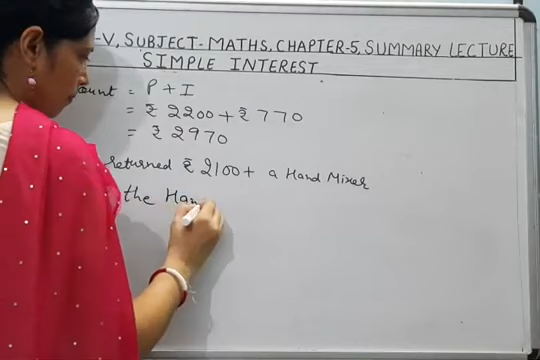 -V, SUBJECT-MATHS, CHAPTER-5, SUMMARY LECTURE
SIMPLE INTEREST
ount = P + I
= ₹ 2200 + ₹ 770
= ₹ 2970
returned ₹ 2100 + a Hand Mixer
the Han